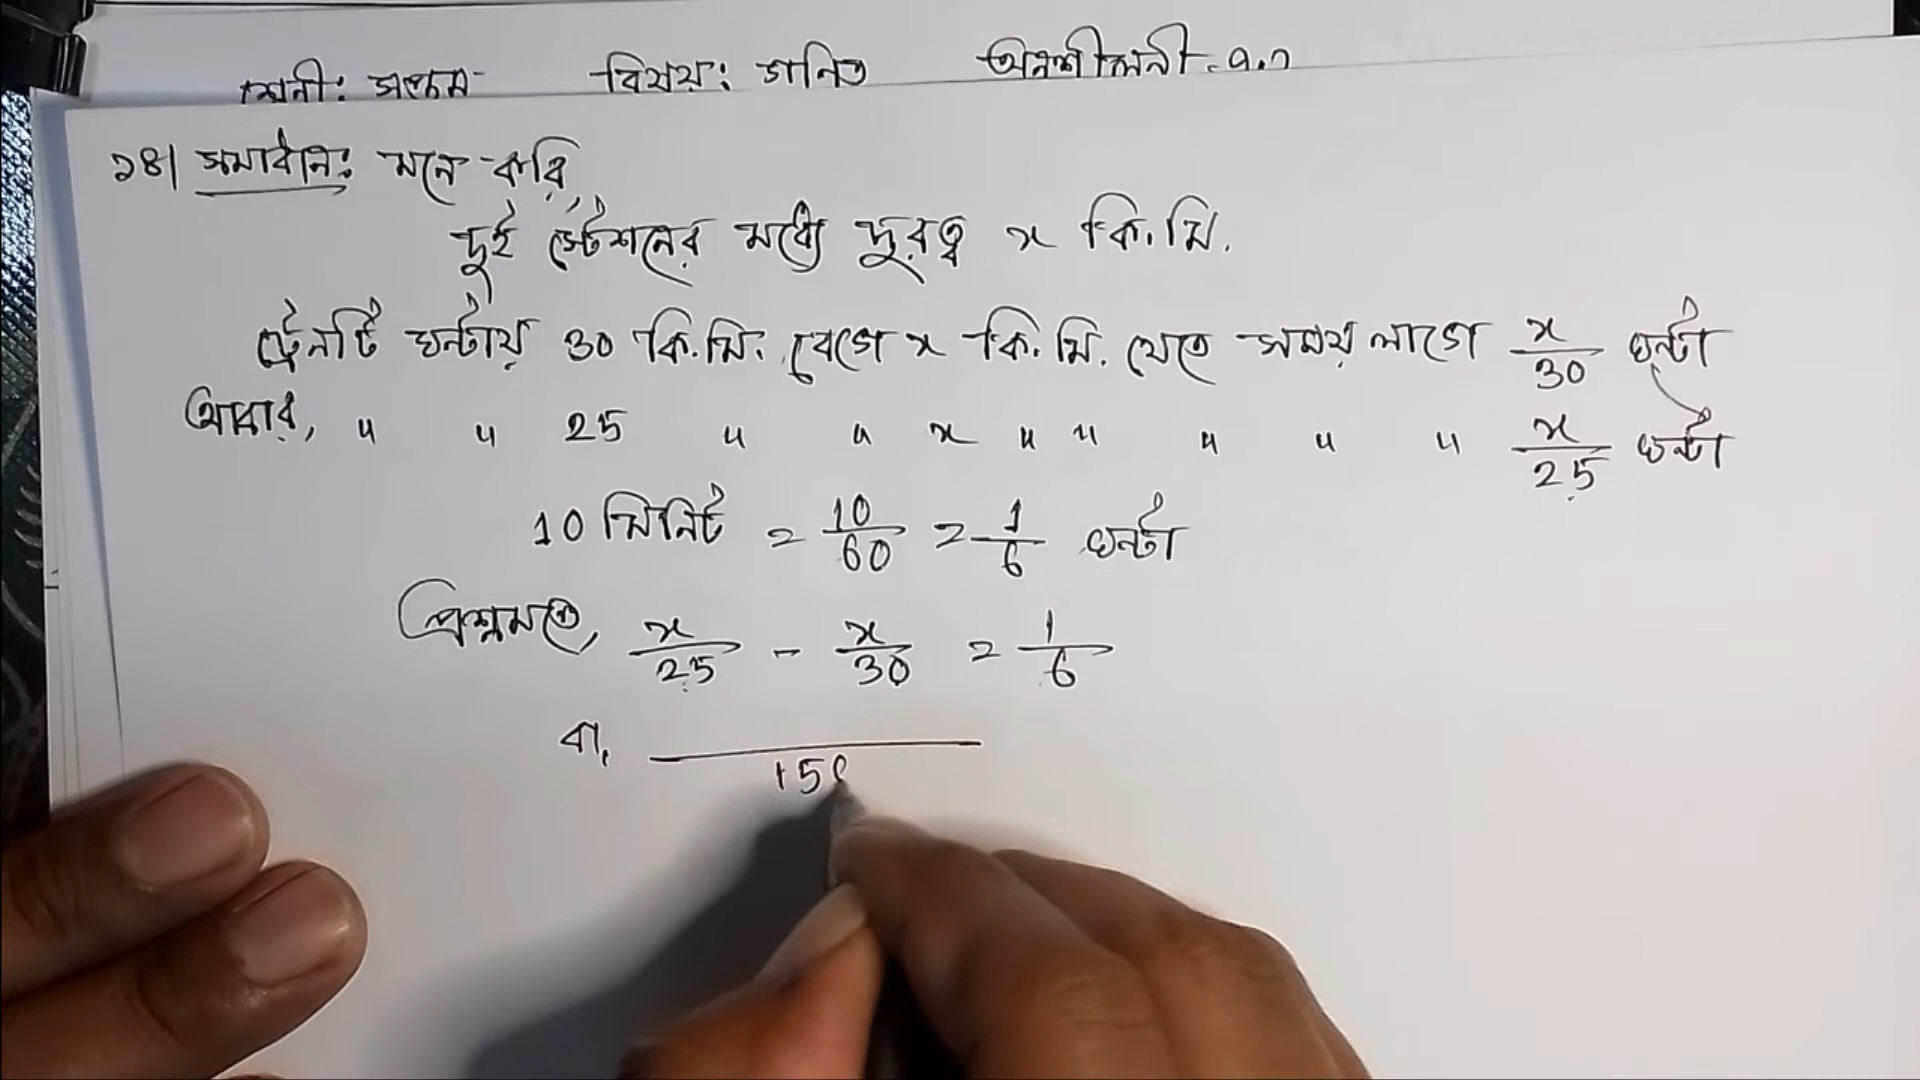 শ্রেনী: সপ্তম বিষয়: গনিত অনুশীলনী-৭.১
১৪| সমাধান: মনে করি,
দুই স্টেশনের মধ্যে দুরত্ব x কি.মি.
ট্রেনটি ঘন্টায় 30 কি.মি. বেগে x কি.মি. যেতে সময় লাগে x/30 ঘন্টা
আবার, " " 25 " " x " " " " " x/25 ঘন্টা
10 মিনিট = 10/60 = 1/6 ঘন্টা
প্রশ্নমতে, x/25 - x/30 = 1/6
বা, /150